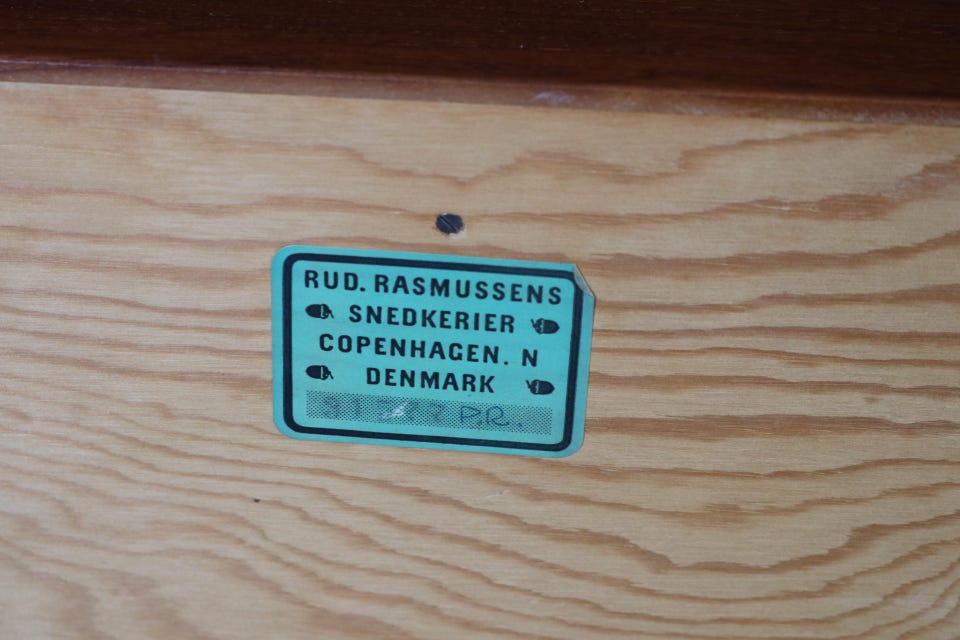 RUD. RASMUSSENS
SNEDKERIER
COPENHAGEN. N
DENMARK
P.R.